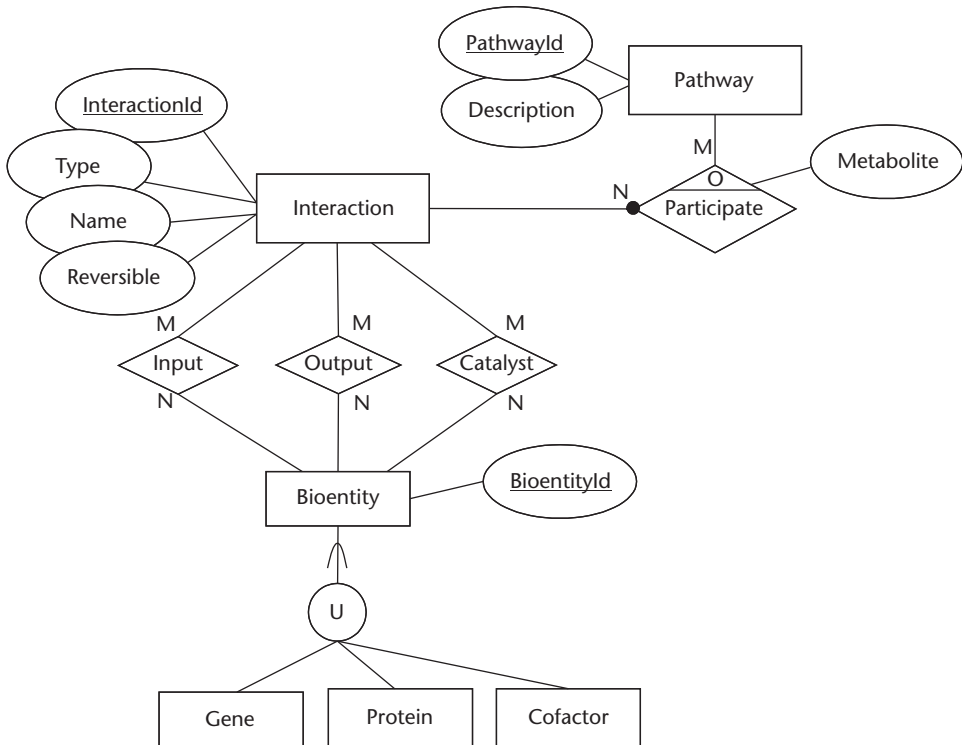 PathwayId
Pathway
Description
InteractionId
M
Metabolite
Type
O
N
Participate
Interaction
Name
Reversible
M
M
M
Input
Output
Catalyst
N
N
N
Bioentity
BioentityId
U
Gene
Protein
Cofactor